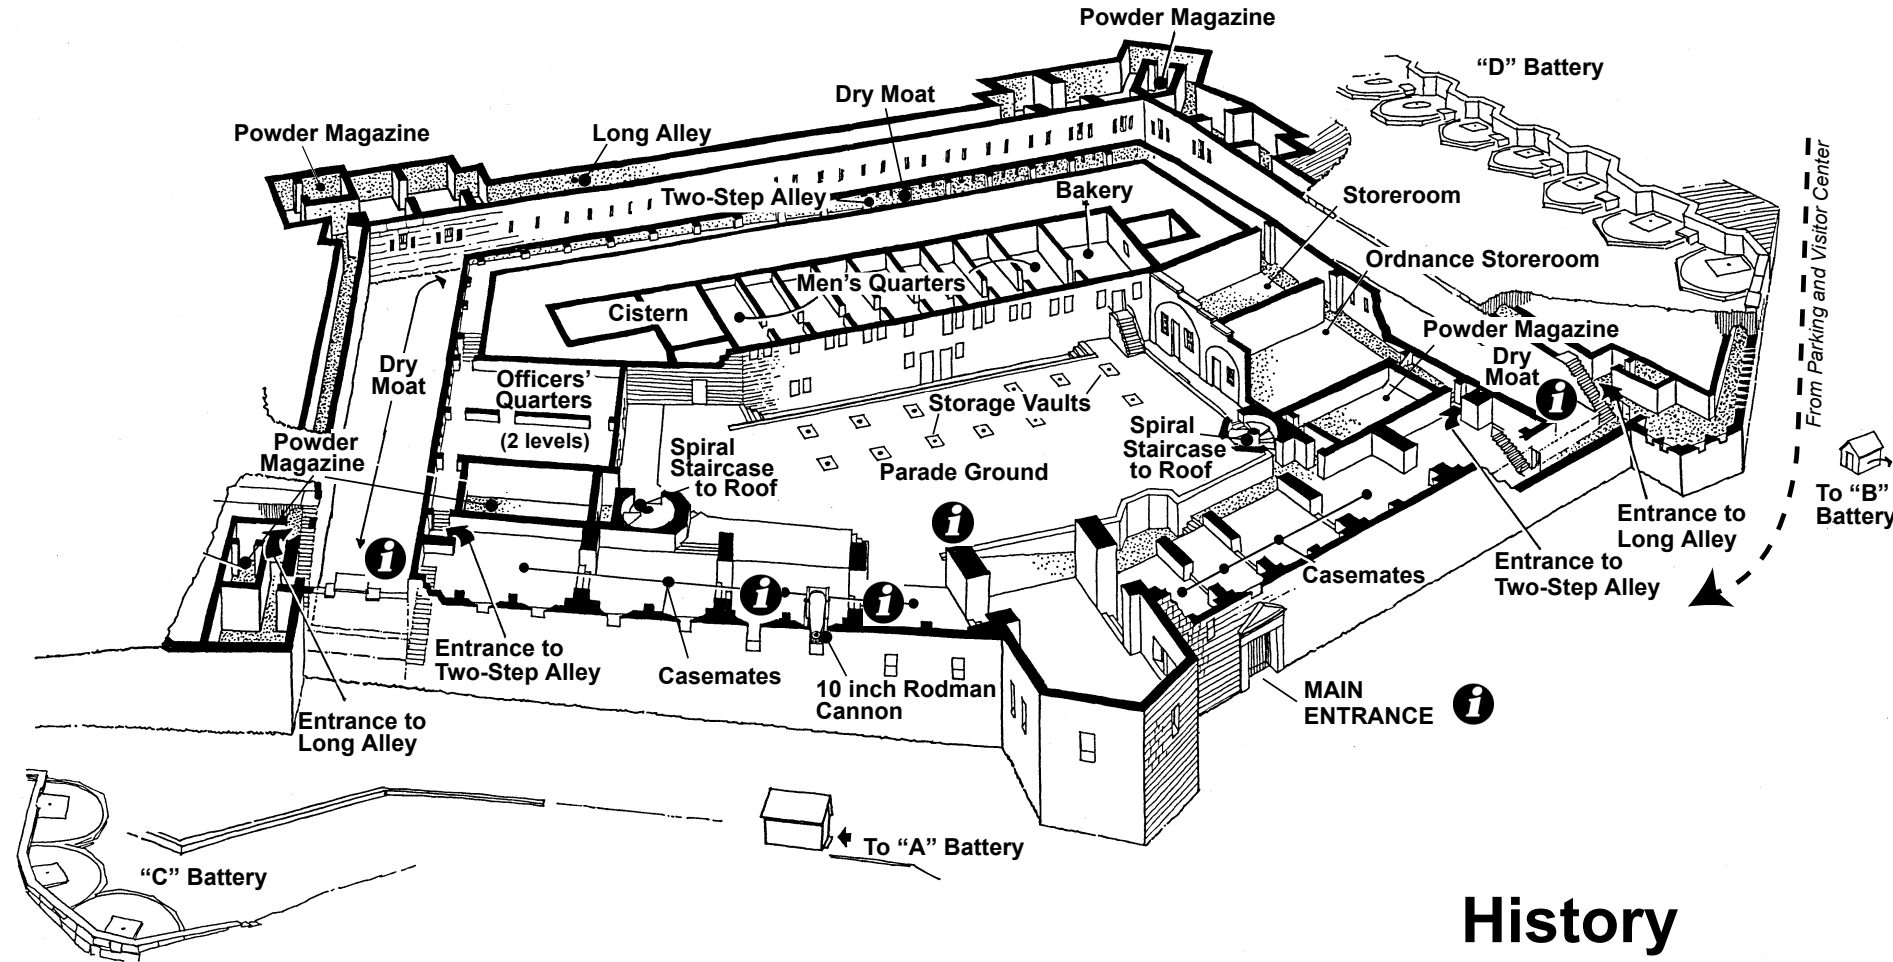 Powder Magazine
"D" Battery
Dry Moat
Powder Magazine
Long Alley
From Parking and Visitor Center
Two-Step Alley
Bakery
Storeroom
Ordnance Storeroom
Men's Quarters
Cistern
Powder Magazine
Dry
Moat
i
Dry
Moat
Officers'
Quarters
(2 levels)
Storage Vaults
Spiral
Staircase
to Roof
Spiral
Staircase
to Roof
Powder
Magazine
Parade Ground
i
To "B"
Battery
Entrance to
Long Alley
i
Entrance to
Two-Step Alley
Casemates
i
i
Entrance to
Two-Step Alley
Casemates
10 inch Rodman
Cannon
MAIN
ENTRANCE
i
Entrance to
Long Alley
To "A" Battery
"C" Battery
History